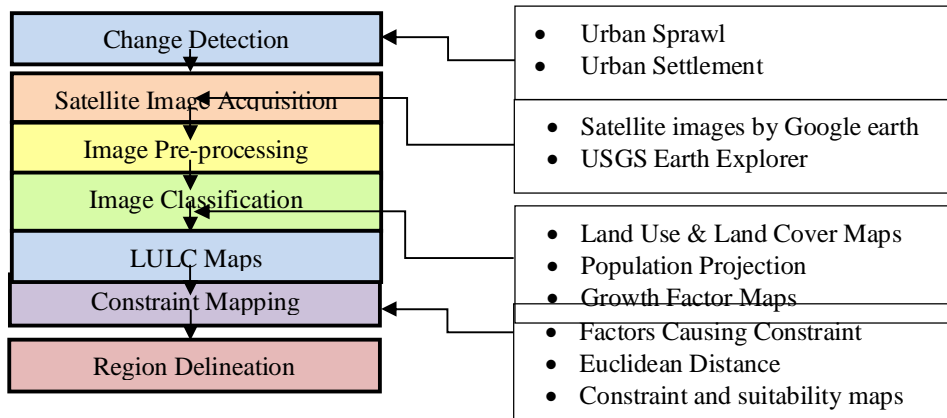 Change Detection
Satellite Image Acquisition
Image Pre-processing
Image Classification
LULC Maps
Constraint Mapping
Region Delineation
• Urban Sprawl
• Urban Settlement
• Satellite images by Google earth
• USGS Earth Explorer
• Land Use & Land Cover Maps
• Population Projection
• Growth Factor Maps
• Factors Causing Constraint
• Euclidean Distance
• Constraint and suitability maps